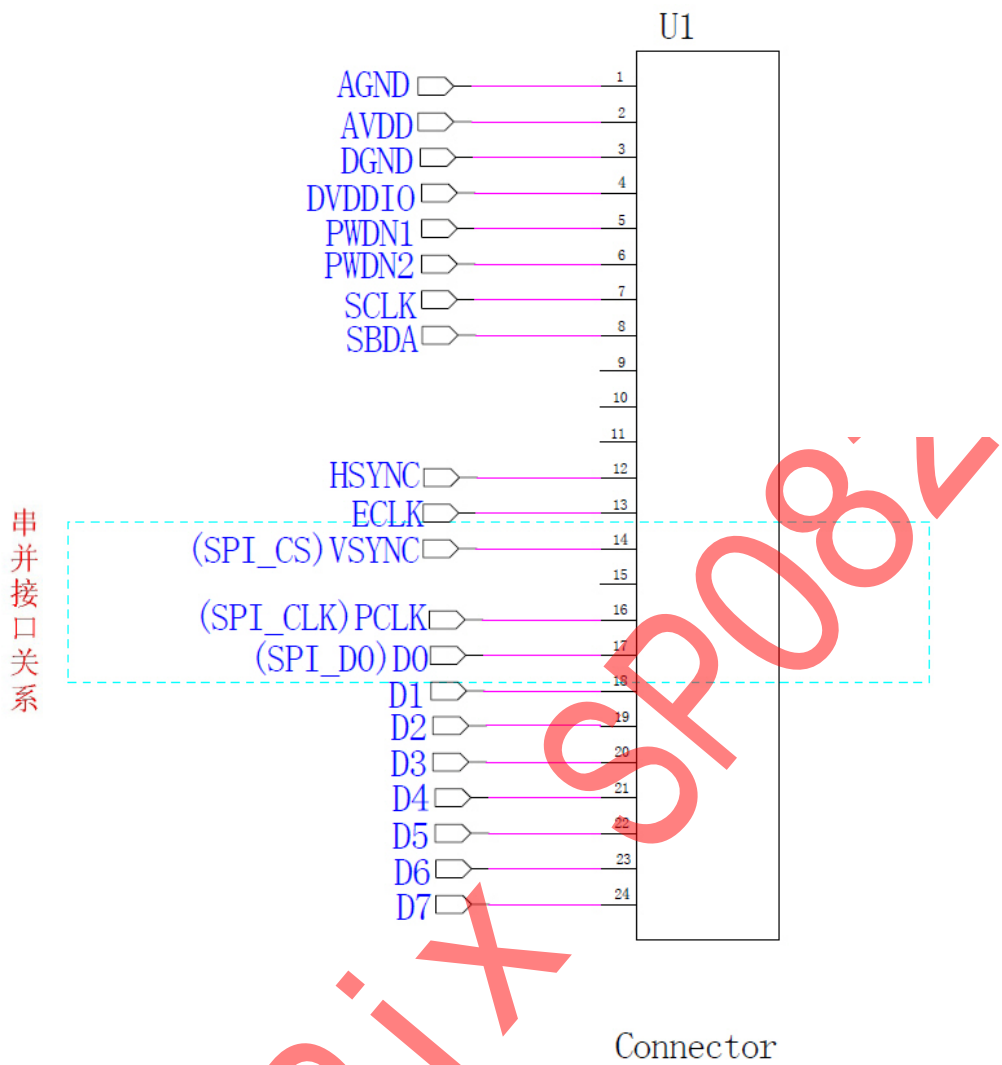 U1
AGND 1
AVDD 2
DGND 3
DVDDIO 4
PWDN1 5
PWDN2 6
SCLK 7
SBDA 8
9
10
11
HSYNC 12
ECLK 13
(SPI_CS)VSYNC 14
15
(SPI_CLK)PCLK 16
(SPI_D0)D0 17
D1 18
D2 19
D3 20
D4 21
D5 22
D6 23
D7 24
串并接口关系
Connector